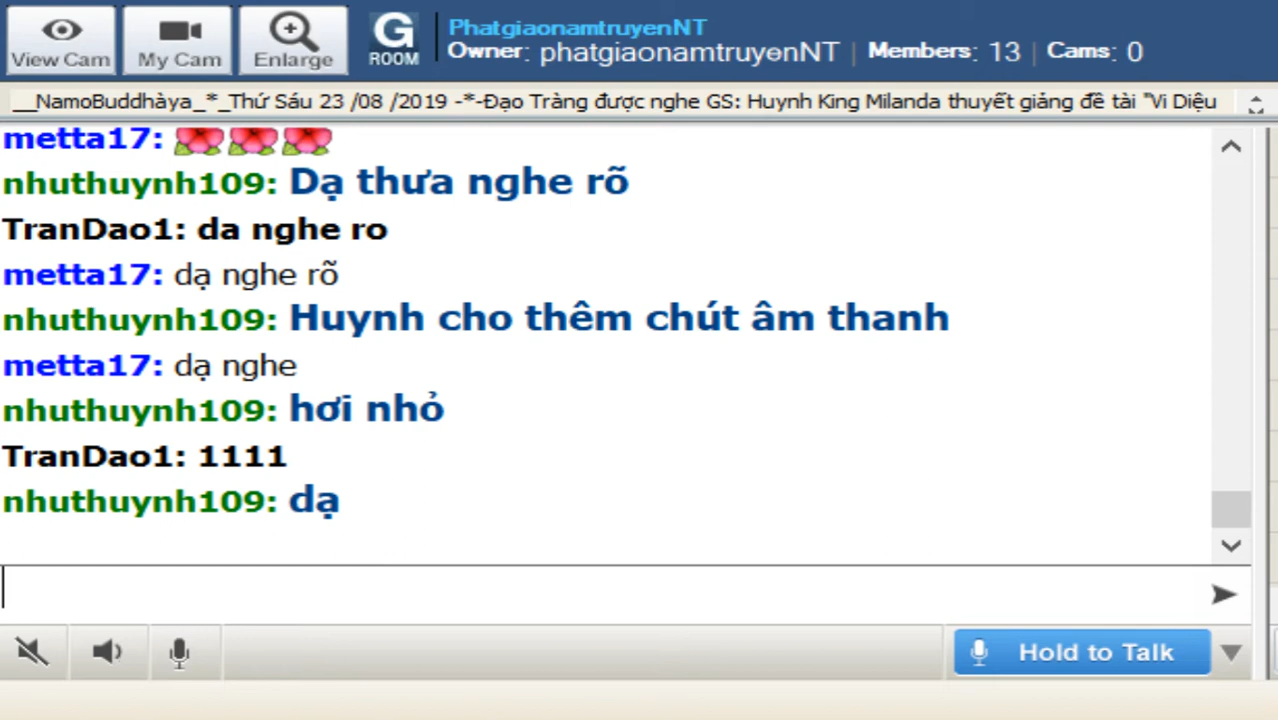 View Cam
My Cam
Enlarge
G
ROOM
PhatgiaonamtruyenNT
Owner: phatgiaonamtruyenNT | Members: 13 | Cams: 0
__NamoBuddhàya_*_Thứ Sáu 23 /08 /2019 -*-Đạo Tràng được nghe GS: Huynh King Milanda thuyết giảng đề tài "Vi Diệu
metta17:
nhuthuynh109: Dạ thưa nghe rõ
TranDao1: da nghe ro
metta17: dạ nghe rõ
nhuthuynh109: Huynh cho thêm chút âm thanh
metta17: dạ nghe
nhuthuynh109: hơi nhỏ
TranDao1: 1111
nhuthuynh109: dạ
Hold to Talk